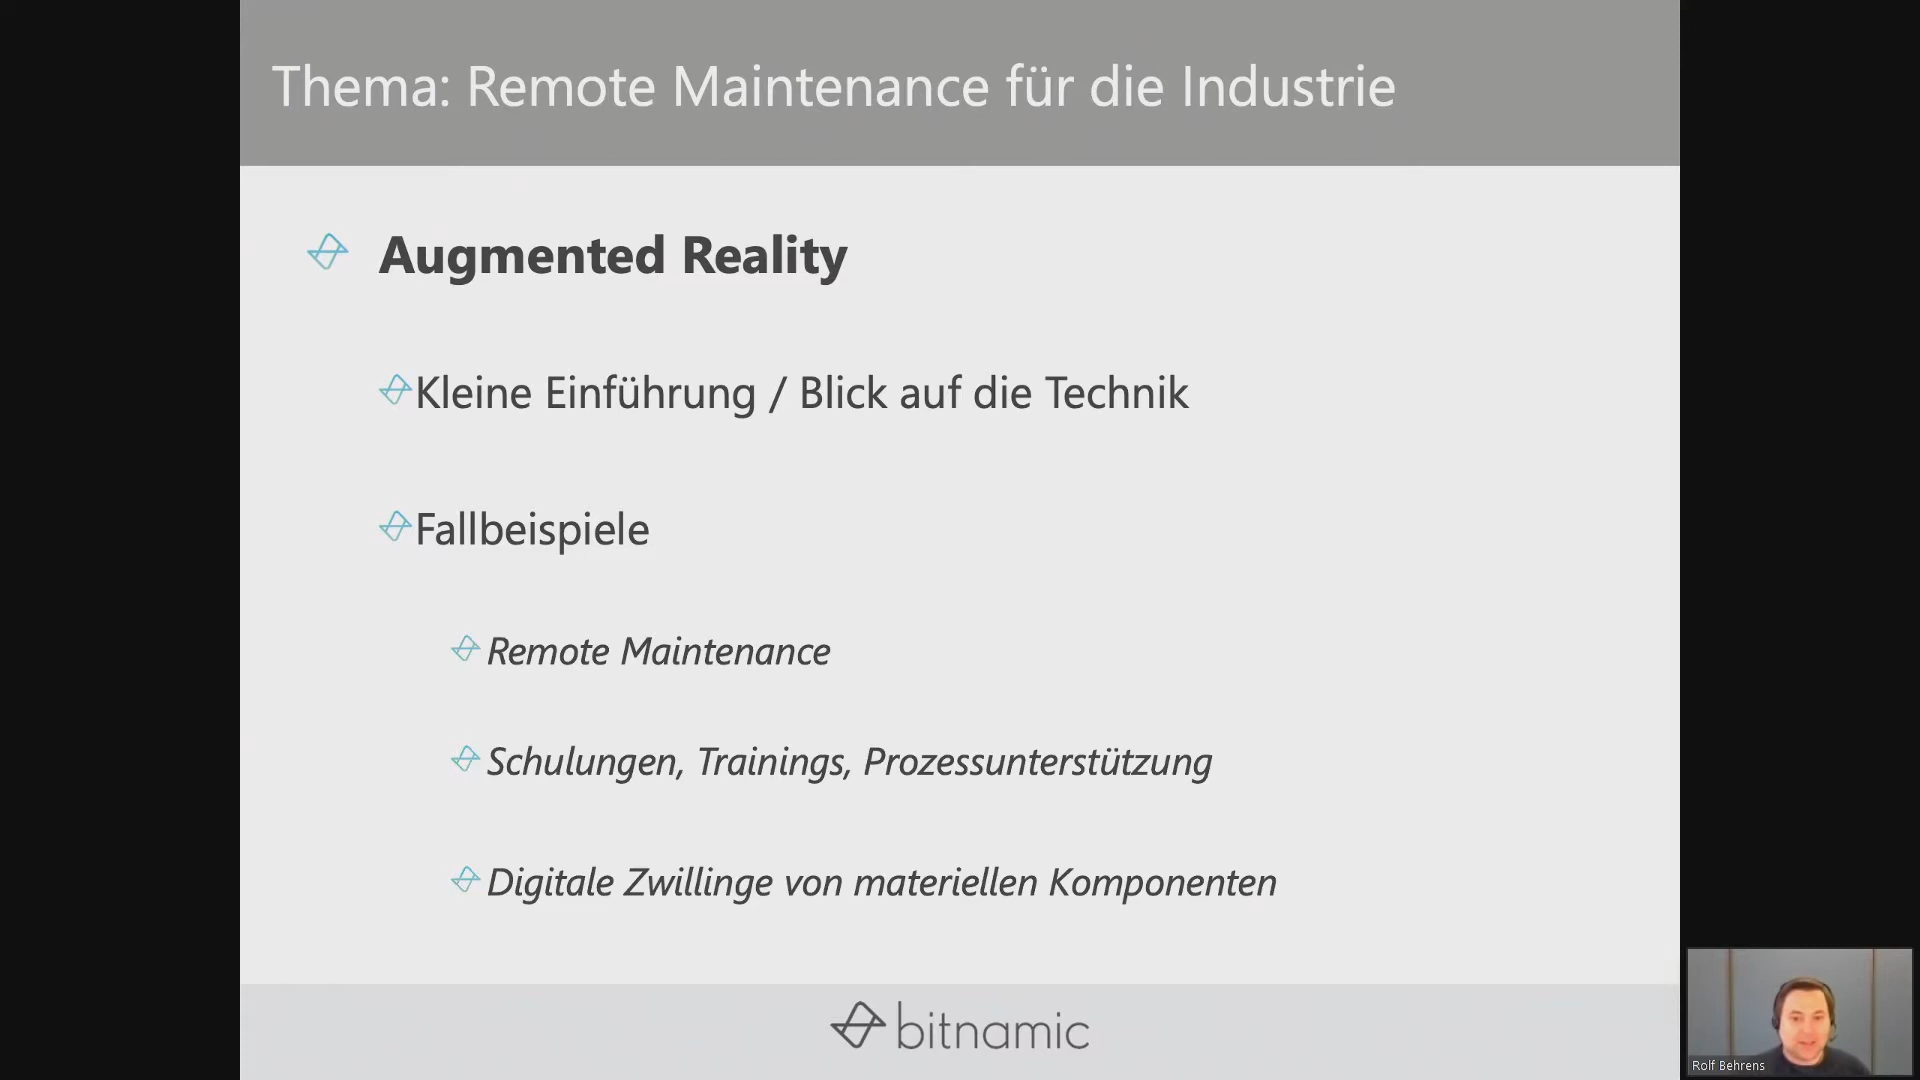 Thema: Remote Maintenance für die Industrie
Augmented Reality
Kleine Einführung / Blick auf die Technik
Fallbeispiele
Remote Maintenance
Schulungen, Trainings, Prozessunterstützung
Digitale Zwillinge von materiellen Komponenten
bitnamic
Rolf Behrens